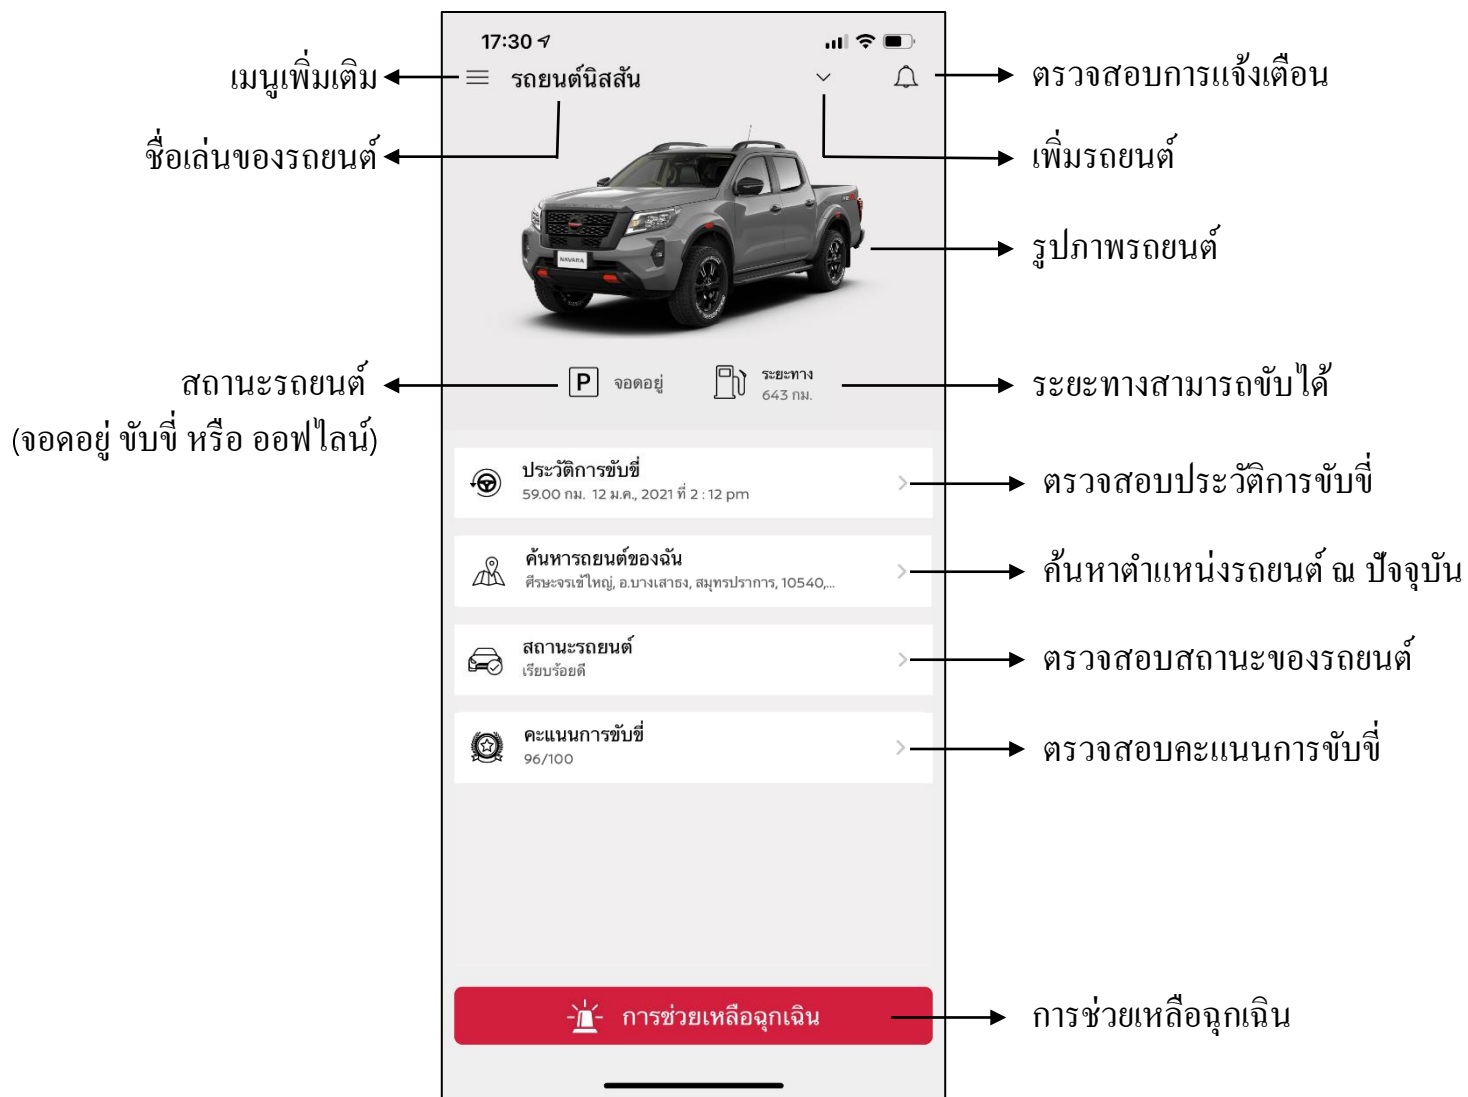 17:30
เมนูเพิ่มเติม
รถยนต์นิสสัน
ตรวจสอบการแจ้งเตือน
ชื่อเล่นของรถยนต์
เพิ่มรถยนต์
รูปภาพรถยนต์
NAVARA
สถานะรถยนต์
(จอดอยู่ ขับขี่ หรือ ออฟไลน์)
P จอดอยู่
ระยะทาง
643 กม.
ระยะทางสามารถขับได้
ประวัติการขับขี่
59.00 กม. 12 ม.ค., 2021 ที่ 2 : 12 pm
ตรวจสอบประวัติการขับขี่
ค้นหารถยนต์ของฉัน
ศีรษะจรเข้ใหญ่, อ.บางเสาธง, สมุทรปราการ, 10540,...
ค้นหาตำแหน่งรถยนต์ ณ ปัจจุบัน
สถานะรถยนต์
เรียบร้อยดี
ตรวจสอบสถานะของรถยนต์
คะแนนการขับขี่
96/100
ตรวจสอบคะแนนการขับขี่
การช่วยเหลือฉุกเฉิน
การช่วยเหลือฉุกเฉิน